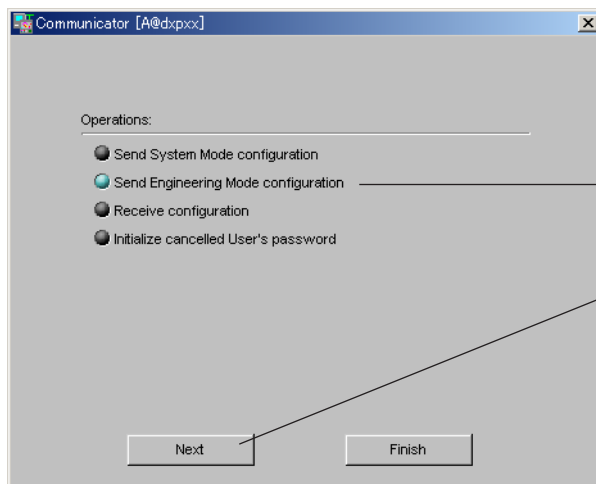 Communicator [A@dxpxx]
Operations:
Send System Mode configuration
Send Engineering Mode configuration
Receive configuration
Initialize cancelled User's password
Next
Finish